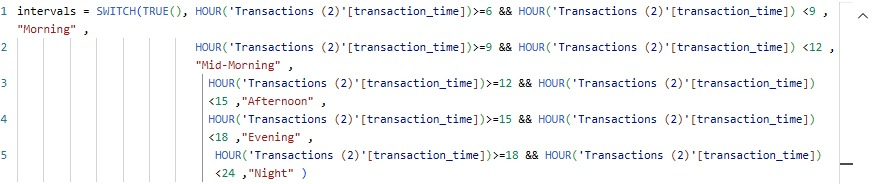 1 intervals = SWITCH(TRUE(), HOUR('Transactions (2)'[transaction_time])>=6 && HOUR('Transactions (2)'[transaction_time]) <9 ,
"Morning" ,
2 HOUR('Transactions (2)'[transaction_time])>=9 && HOUR('Transactions (2)'[transaction_time]) <12 ,
"Mid-Morning" ,
3 HOUR('Transactions (2)'[transaction_time])>=12 && HOUR('Transactions (2)'[transaction_time])
<15 ,"Afternoon" ,
4 HOUR('Transactions (2)'[transaction_time])>=15 && HOUR('Transactions (2)'[transaction_time])
<18 ,"Evening" ,
5 HOUR('Transactions (2)'[transaction_time])>=18 && HOUR('Transactions (2)'[transaction_time])
<24 ,"Night" )